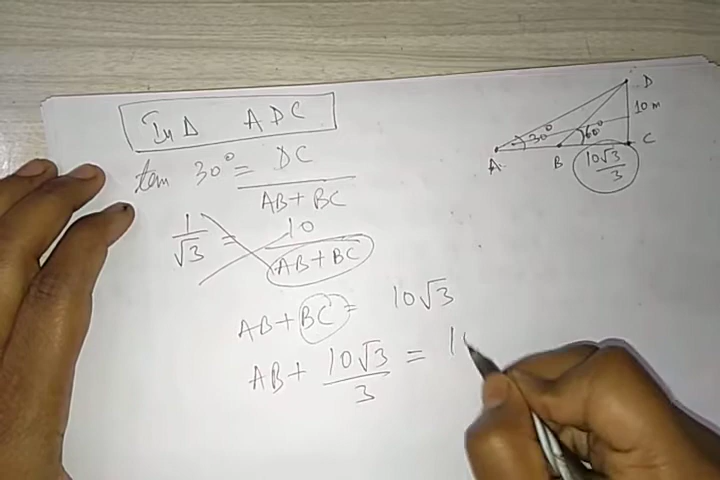 In Δ ADC
tan 30° = DC / AB + BC
1 / √3 = 10 / AB + BC
AB + BC = 10√3
AB + 10√3 / 3 = 1
D
10 m
30°
60°
A
B
C
10√3 / 3